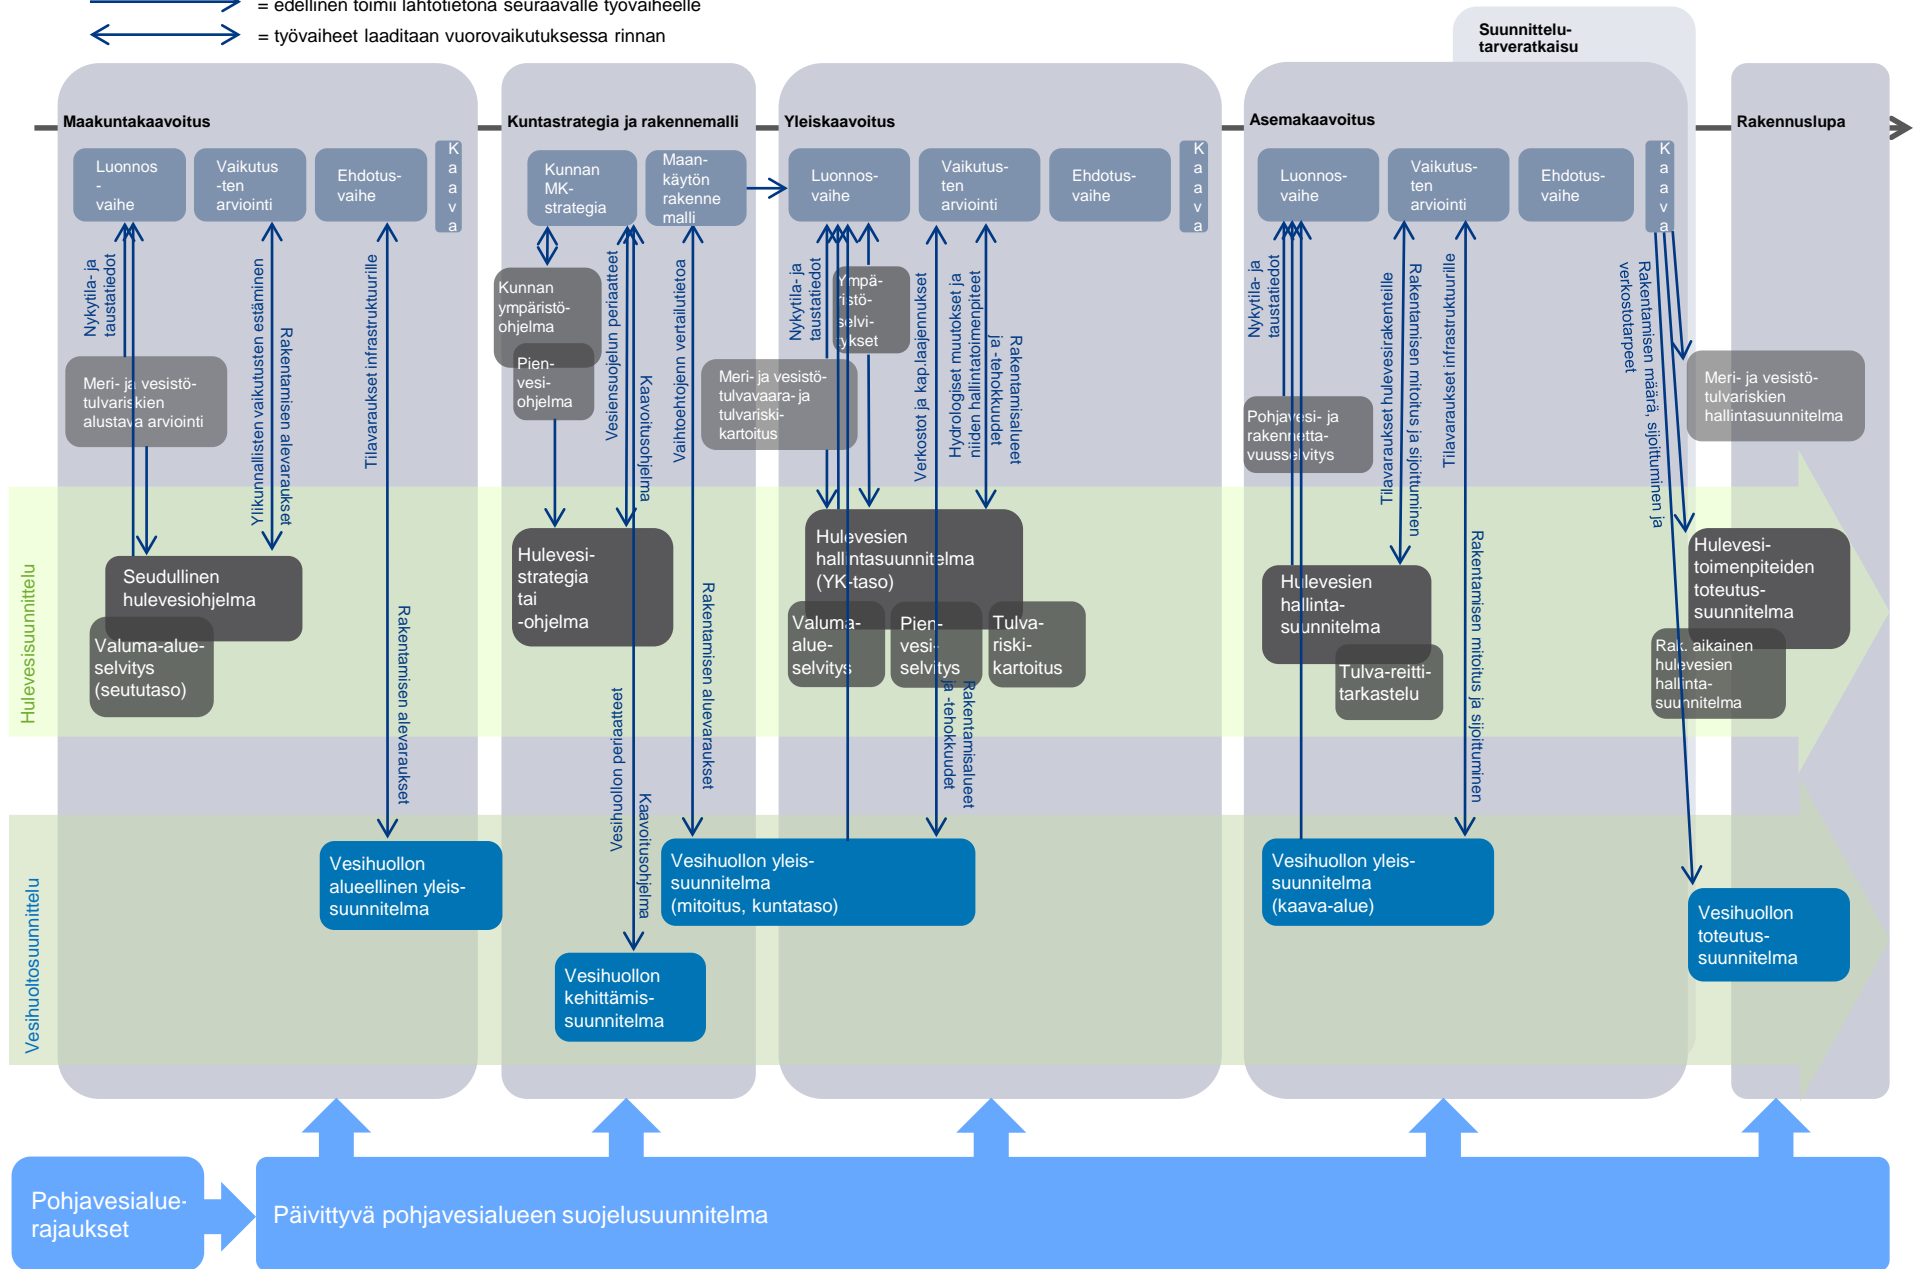 = edellinen toimii lähtötietona seuraavalle työvaiheelle
= työvaiheet laaditaan vuorovaikutuksessa rinnan
Suunnittelu-
tarveratkaisu
Maakuntakaavoitus
Kuntastrategia ja rakennemalli
Yleiskaavoitus
Asemakaavoitus
Rakennuslupa
Luonnos
-
vaihe
Vaikutus
-ten
arviointi
Ehdotus-
vaihe
K
a
a
v
a
Kunnan
MK-
strategia
Maan-
käytön
rakenne
malli
Luonnos-
vaihe
Vaikutus-
ten
arviointi
Ehdotus-
vaihe
K
a
a
v
a
Luonnos-
vaihe
Vaikutus-
ten
arviointi
Ehdotus-
vaihe
K
a
a
v
a
Nykytila- ja
taustatiedot
Ylikunnallisten vaikutusten estäminen
Rakentamisen alevaraukset
Tilavaraukset infrastruktuurille
Rakentamisen alevaraukset
Meri- ja vesistö-
tulvariskien
alustava arviointi
Kunnan
ympäristö-
ohjelma
Pien-
vesi-
ohjelma
Vesiensuojelun periaatteet
Kaavoitusohjelma
Vaihtoehtojenn vertailutietoa
Rakentamisen aluevaraukset
Vesihuollon periaatteet
Kaavoitusohjelma
Meri- ja vesistö-
tulvavaara- ja
tulvariski-
kartoitus
Nykytila- ja
taustatiedot
Ympä-
ristö-
selvi-
tykset
Verkostot ja kap.laajennukset
Hydrologiset muutokset ja
niiden hallintatoimenpiteet
Rakentamisalueet
ja -tehokkuudet
Rakentamisalueet
ja -tehokkuudet
Nykytila- ja
taustatiedot
Pohjavesi- ja
rakennetta-
vuusselvitys
Tilavaraukset hulevesirakenteille
Rakentamisen mitoitus ja sijoittuminen
Tilavaraukset infrastruktuurille
Rakentamisen mitoitus ja sijoittuminen
Rakentamisen määrä, sijoittuminen ja
verkostotarpeet
Meri- ja vesistö-
tulvariskien
hallintasuunnitelma
Hulevesisuunnittelu
Seudullinen
hulevesiohjelma
Valuma-alue-
selvitys
(seututaso)
Hulevesi-
strategia
tai
-ohjelma
Hulevesien
hallintasuunnitelma
(YK-taso)
Valuma-
alue-
selvitys
Pien-
vesi-
selvitys
Tulva-
riski-
kartoitus
Hulevesien
hallinta-
suunnitelma
Tulva-reitti-
tarkastelu
Hulevesi-
toimenpiteiden
toteutus-
suunnitelma
Rak. aikainen
hulevesien
hallinta-
suunnitelma
Vesihuoltosuunnittelu
Vesihuollon
alueellinen yleis-
suunnitelma
Vesihuollon
kehittämis-
suunnitelma
Vesihuollon yleis-
suunnitelma
(mitoitus, kuntataso)
Vesihuollon yleis-
suunnitelma
(kaava-alue)
Vesihuollon
toteutus-
suunnitelma
Pohjavesialue-
rajaukset
Päivittyvä pohjavesialueen suojelusuunnitelma